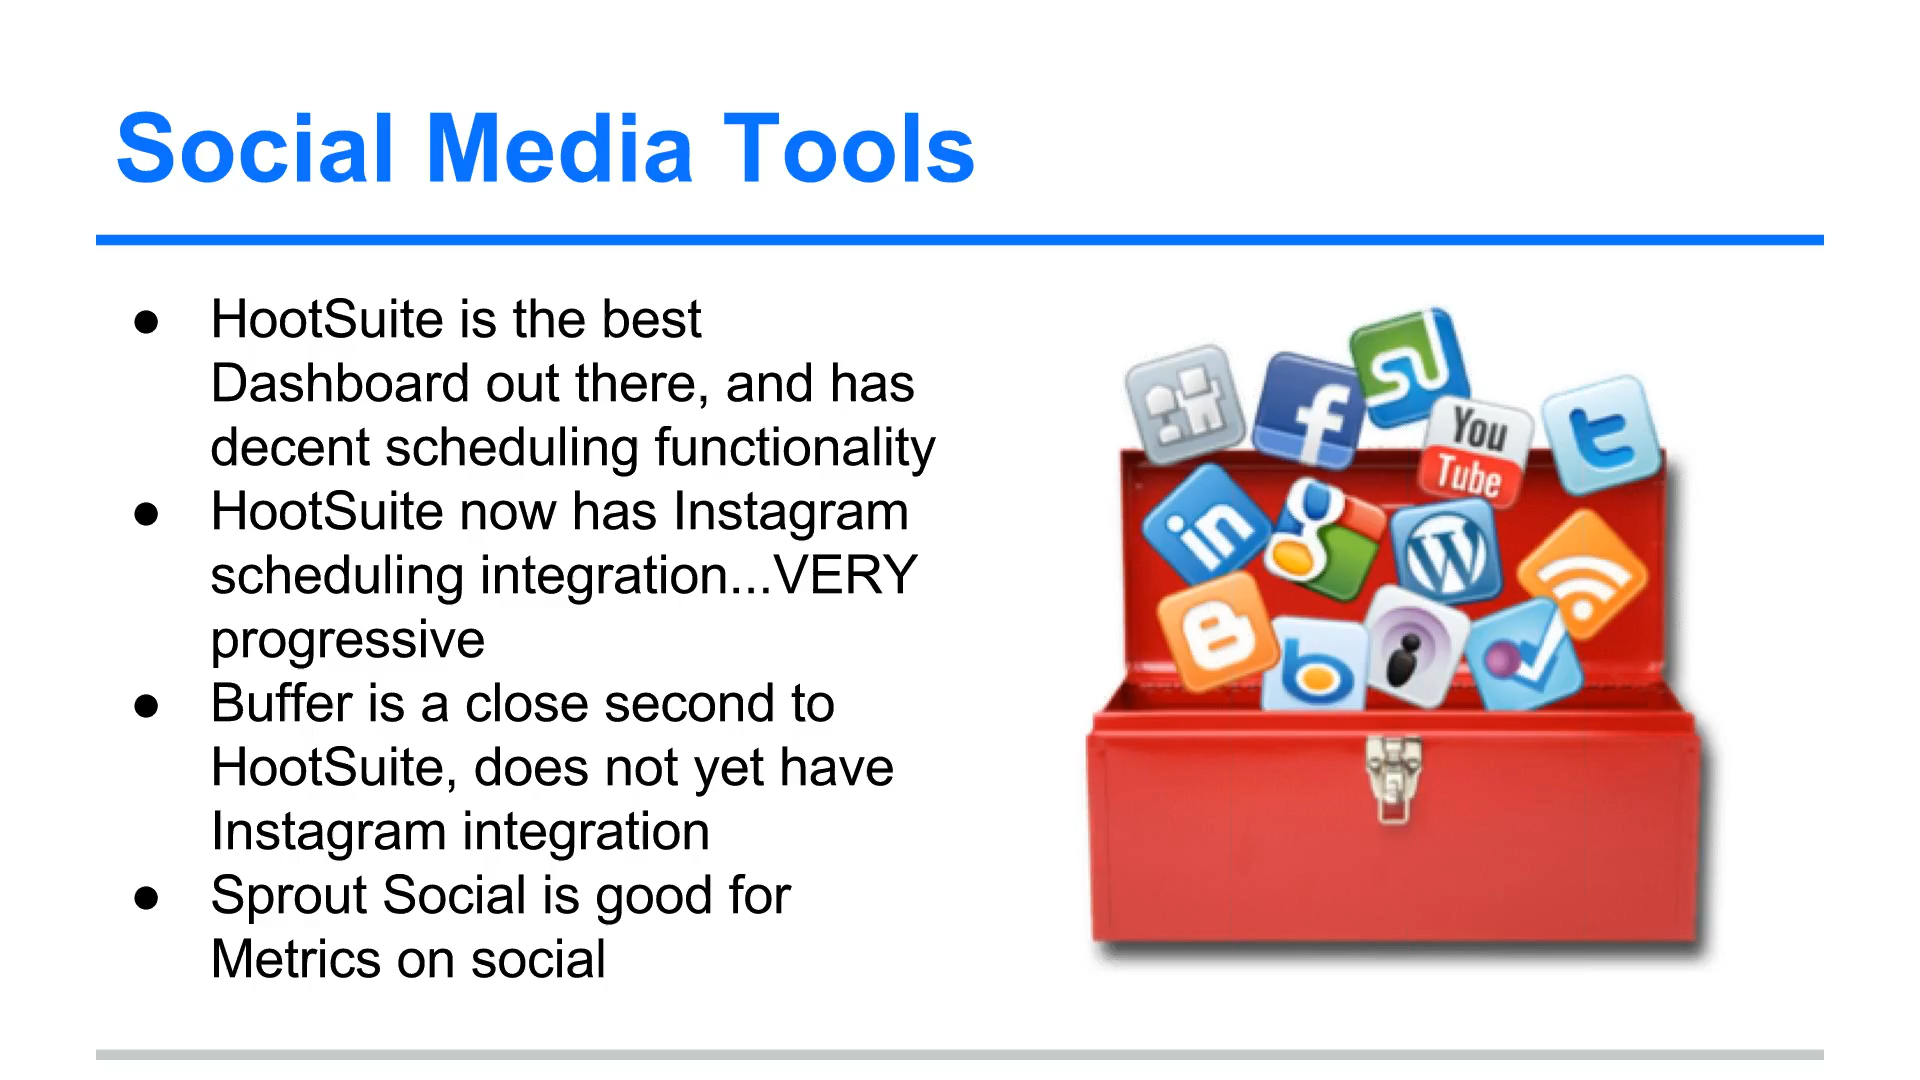 Social Media Tools
● HootSuite is the best
Dashboard out there, and has
decent scheduling functionality
● HootSuite now has Instagram
scheduling integration...VERY
progressive
● Buffer is a close second to
HootSuite, does not yet have
Instagram integration
● Sprout Social is good for
Metrics on social
f
You
Tube
t
in
g
W
B
b